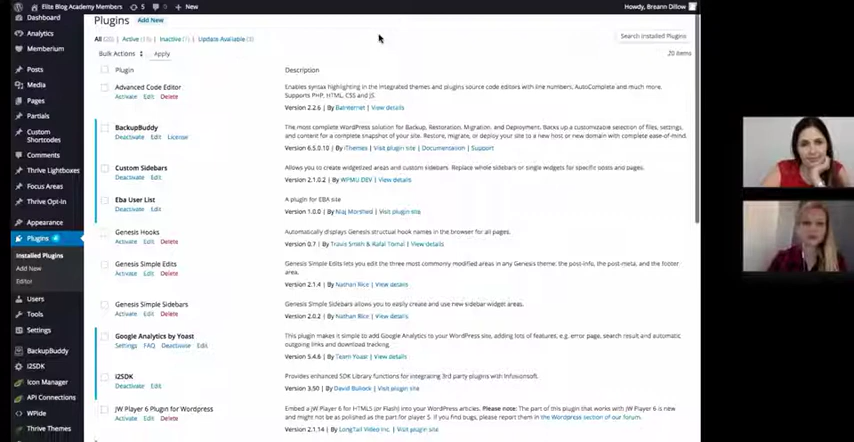 Elite Blog Academy Members 5 0 + New Howdy, Breann Dillow
Dashboard
Analytics
Memberium
Posts
Media
Pages
Partials
Custom
Shortcodes
Comments
Thrive Lightboxes
Focus Areas
Thrive Opt-In
Appearance
Plugins
Installed Plugins
Add New
Editor
Users
Tools
Settings
BackupBuddy
i2SDK
Icon Manager
API Connections
WPide
Thrive Themes
Plugins Add New
All (20) | Active (13) | Inactive (7) | Update Available (3) Search Installed Plugins
Bulk Actions Apply 20 items
Plugin Description
Advanced Code Editor Enables syntax highlighting in the integrated themes and plugins source code editors with line numbers, AutoComplete and much more.
Supports PHP, HTML, CSS and JS.
Activate | Edit | Delete
Version 2.2.6 | By BaInternet | View details
BackupBuddy The most complete WordPress solution for Backup, Restoration, Migration, and Deployment. Backs up a customizable selection of files, settings,
and content for a complete snapshot of your site. Restore, migrate, or deploy your site to a new host or new domain with complete ease-of-mind.
Deactivate | Edit | License
Version 6.5.0.10 | By iThemes | Visit plugin site | Documentation | Support
Custom Sidebars Allows you to create widgetized areas and custom sidebars. Replace whole sidebars or single widgets for specific posts and pages.
Deactivate | Edit Version 2.1.0.2 | By WPMU DEV | View details
Eba User List A plugin for EBA site
Deactivate | Edit Version 1.0.0 | By Niaj Morshed | Visit plugin site
Genesis Hooks Automatically displays Genesis structual hook names in the browser for all pages.
Activate | Edit | Delete Version 0.7 | By Travis Smith & Rafal Tomal | View details
Genesis Simple Edits Genesis Simple Edits lets you edit the three most commonly modified areas in any Genesis theme: the post-info, the post-meta, and the footer
area.
Activate | Edit | Delete
Version 2.1.4 | By Nathan Rice | View details
Genesis Simple Sidebars Genesis Simple Sidebars allows you to easily create and use new sidebar widget areas.
Activate | Edit | Delete Version 2.0.2 | By Nathan Rice | View details
Google Analytics by Yoast This plugin makes it simple to add Google Analytics to your WordPress site, adding lots of features, e.g. error page, search result and automatic
outgoing links and download tracking.
Settings | FAQ | Deactivate | Edit
Version 5.4.6 | By Team Yoast | View details
i2SDK Provides enhanced SDK Library functions for integrating 3rd party plugins with Infusionsoft.
Deactivate | Edit Version 3.50 | By David Bullock | Visit plugin site
JW Player 6 Plugin for Wordpress Embed a JW Player 6 for HTML5 (or Flash) into your WordPress articles. Please note: The part of this plugin that works with JW Player 6 is new
and might not be as polished as the part for player 5. If you find bugs, please report them in the WordPress section of our forum.
Activate | Edit | Delete
Version 2.1.14 | By LongTail Video Inc. | Visit plugin site